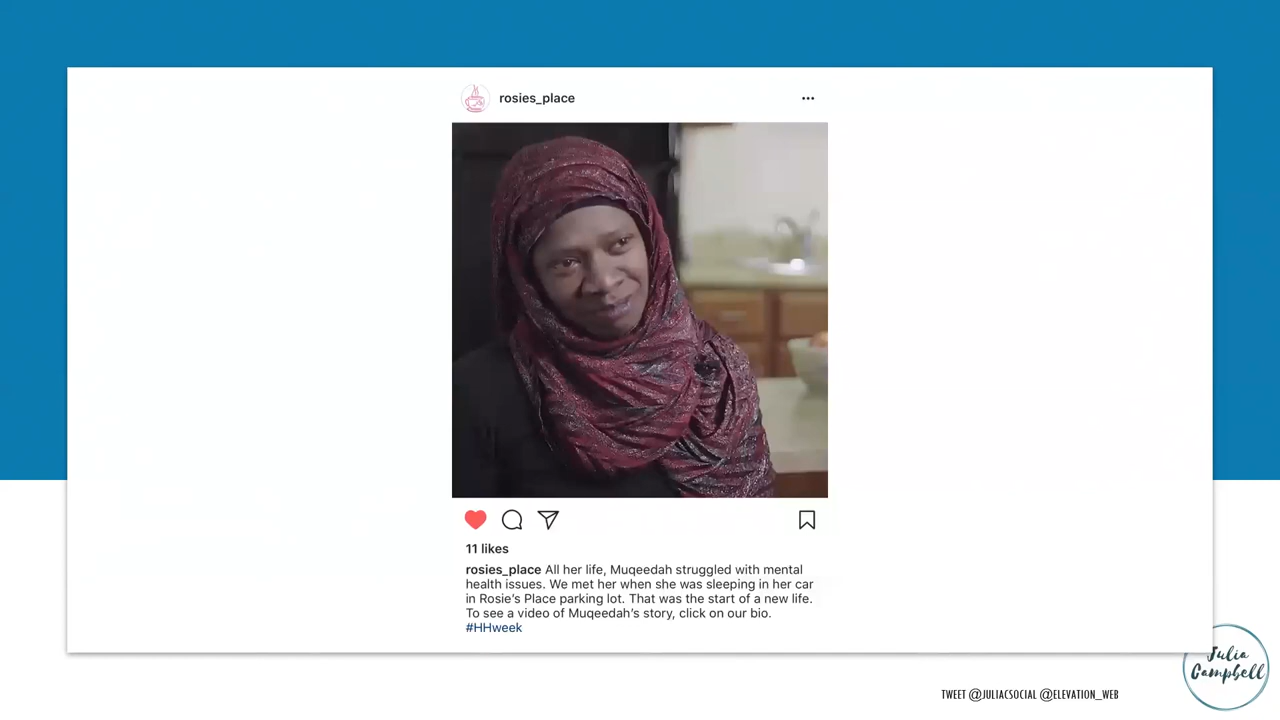 rosies_place
11 likes
rosies_place All her life, Muqeedah struggled with mental
health issues. We met her when she was sleeping in her car
in Rosie's Place parking lot. That was the start of a new life.
To see a video of Muqeedah's story, click on our bio.
#HHweek
Julia
Campbell
TWEET @JULIACSOCIAL @ELEVATION_WEB